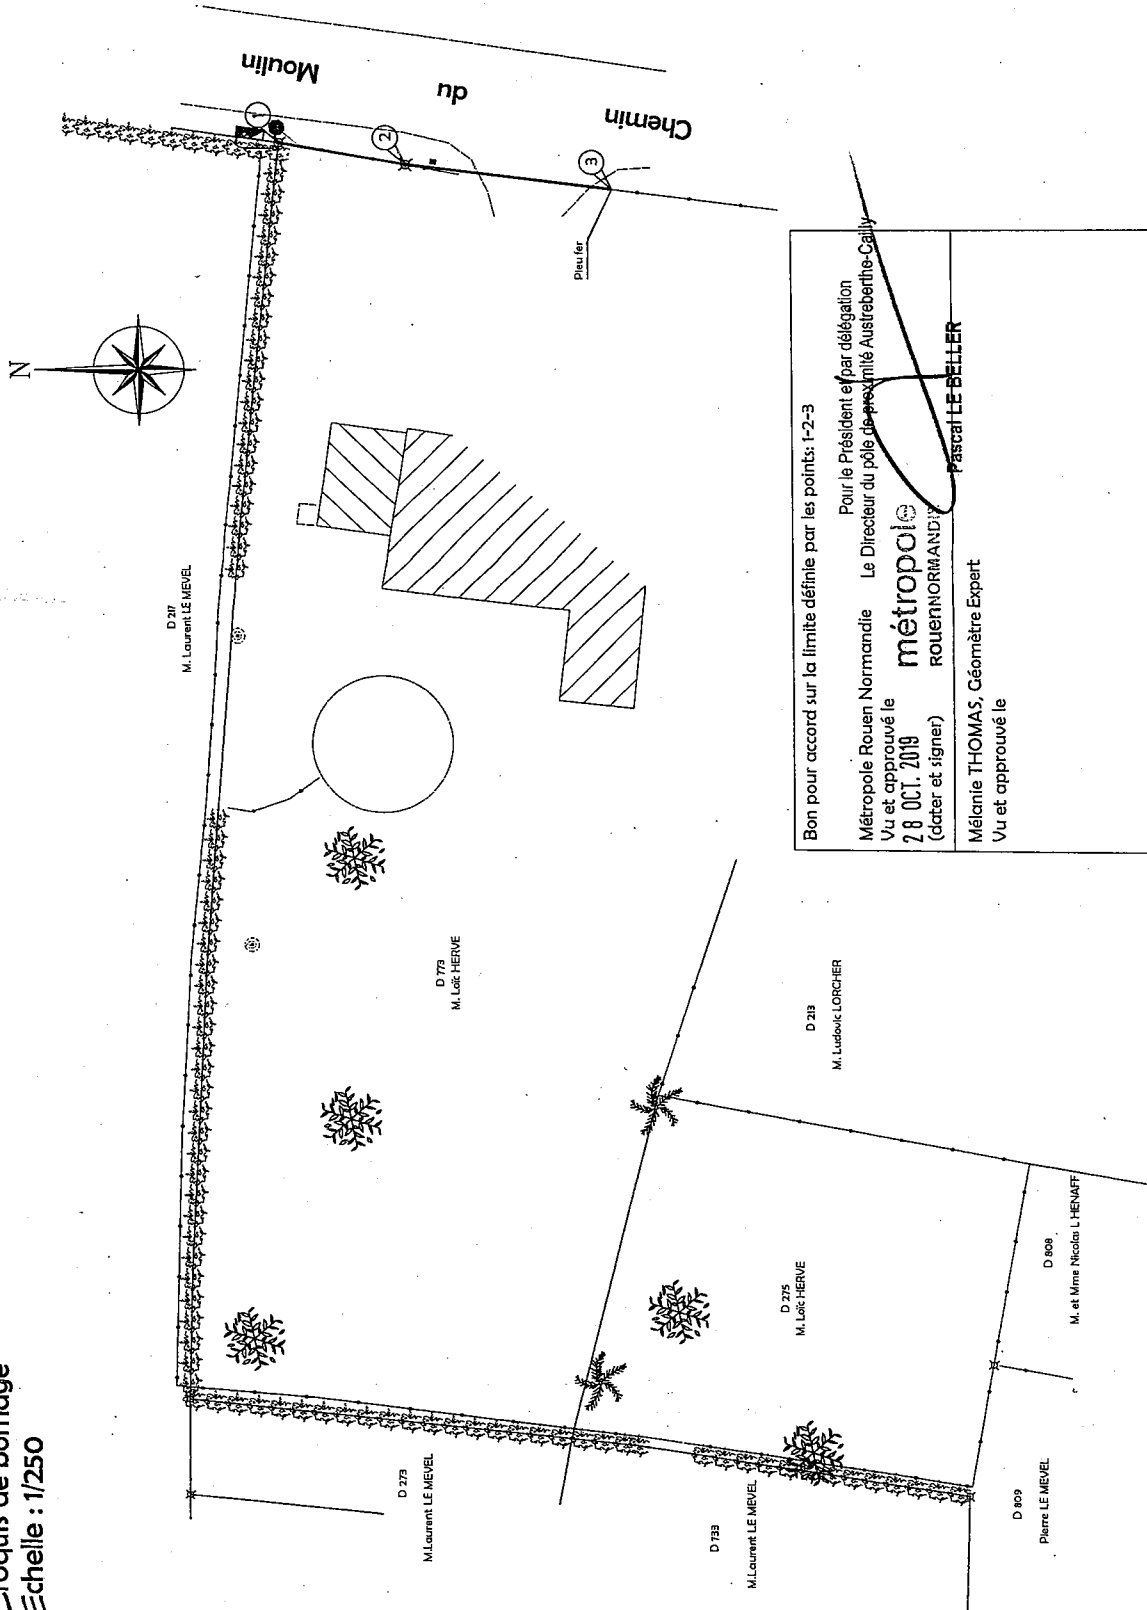 Croquis de bornage
Echelle : 1/250
N
Chemin
du
Moulin
1
2
3
Pieu fer
D 217
M. Laurent LE MEVEL
D 773
M. Loïc HERVE
D 213
M. Ludovic LORCHER
D 275
M. Loïc HERVE
D 273
M.Laurent LE MEVEL
D 733
M.Laurent LE MEVEL
D 808
M. et Mme Nicolas L HENAFF
D 809
Pierre LE MEVEL
Bon pour accord sur la limite définie par les points: 1-2-3
Pour le Président et par délégation
Métropole Rouen Normandie Le Directeur du pôle de proximité Austreberthe-Cailly
Vu et approuvé le
28 OCT. 2019
(dater et signer)
métropole
ROUENNORMANDIE
Pascal LE BELLER
Mélanie THOMAS, Géomètre Expert
Vu et approuvé le